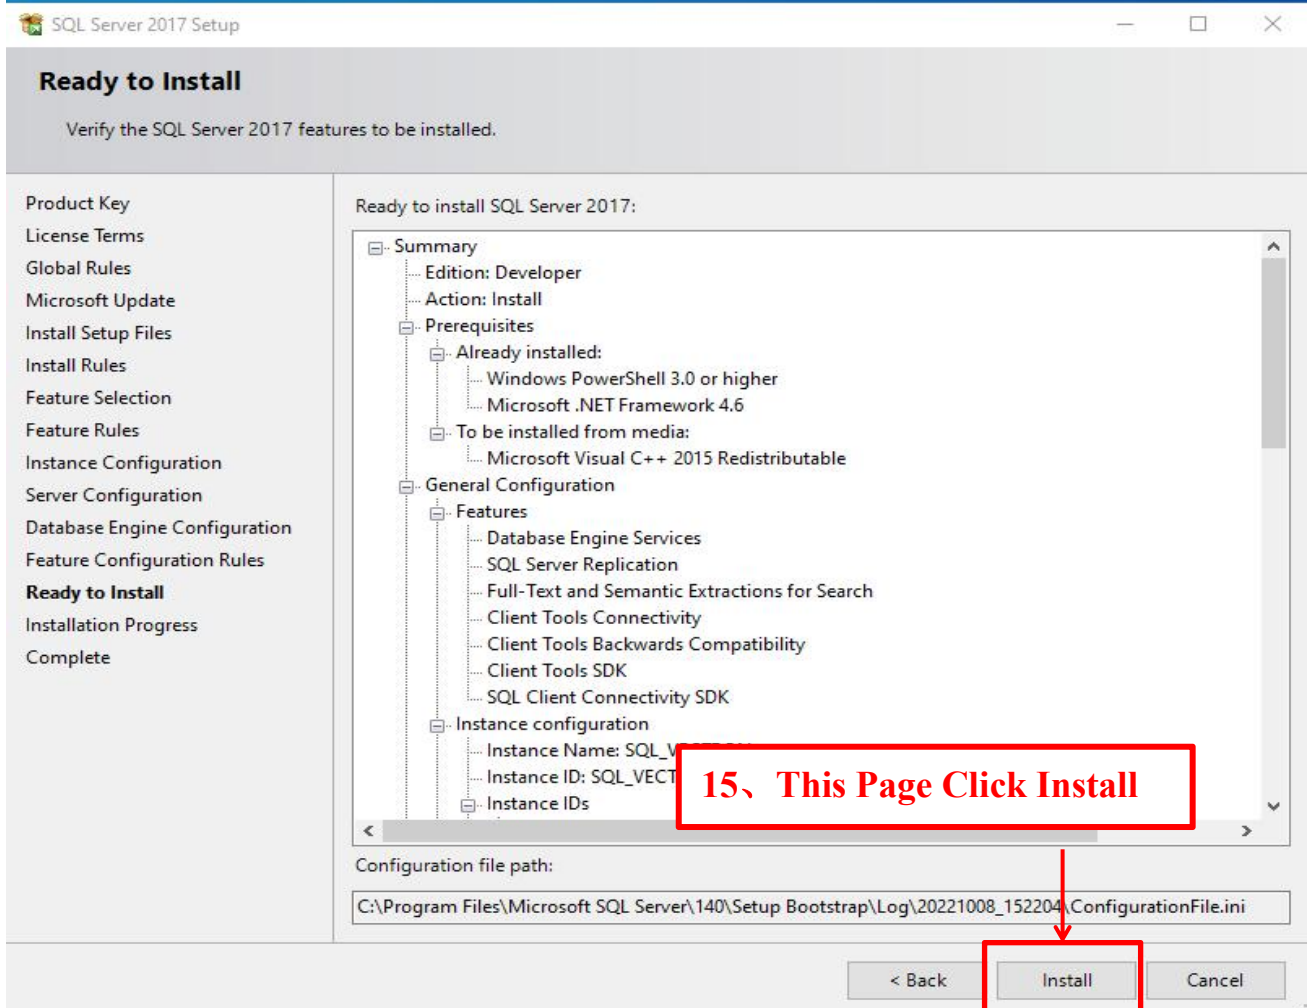 SQL Server 2017 Setup
Ready to Install
Verify the SQL Server 2017 features to be installed.
Product Key
License Terms
Global Rules
Microsoft Update
Install Setup Files
Install Rules
Feature Selection
Feature Rules
Instance Configuration
Server Configuration
Database Engine Configuration
Feature Configuration Rules
Ready to Install
Installation Progress
Complete
Ready to install SQL Server 2017:
Summary
Edition: Developer
Action: Install
Prerequisites
Already installed:
Windows PowerShell 3.0 or higher
Microsoft .NET Framework 4.6
To be installed from media:
Microsoft Visual C++ 2015 Redistributable
General Configuration
Features
Database Engine Services
SQL Server Replication
Full-Text and Semantic Extractions for Search
Client Tools Connectivity
Client Tools Backwards Compatibility
Client Tools SDK
SQL Client Connectivity SDK
Instance configuration
Instance Name:
Instance ID: SQL_VECT
Instance IDs
15、This Page Click Install
Configuration file path:
C:\Program Files\Microsoft SQL Server\140\Setup Bootstrap\Log\20221008_152204\ConfigurationFile.ini
< Back
Install
Cancel